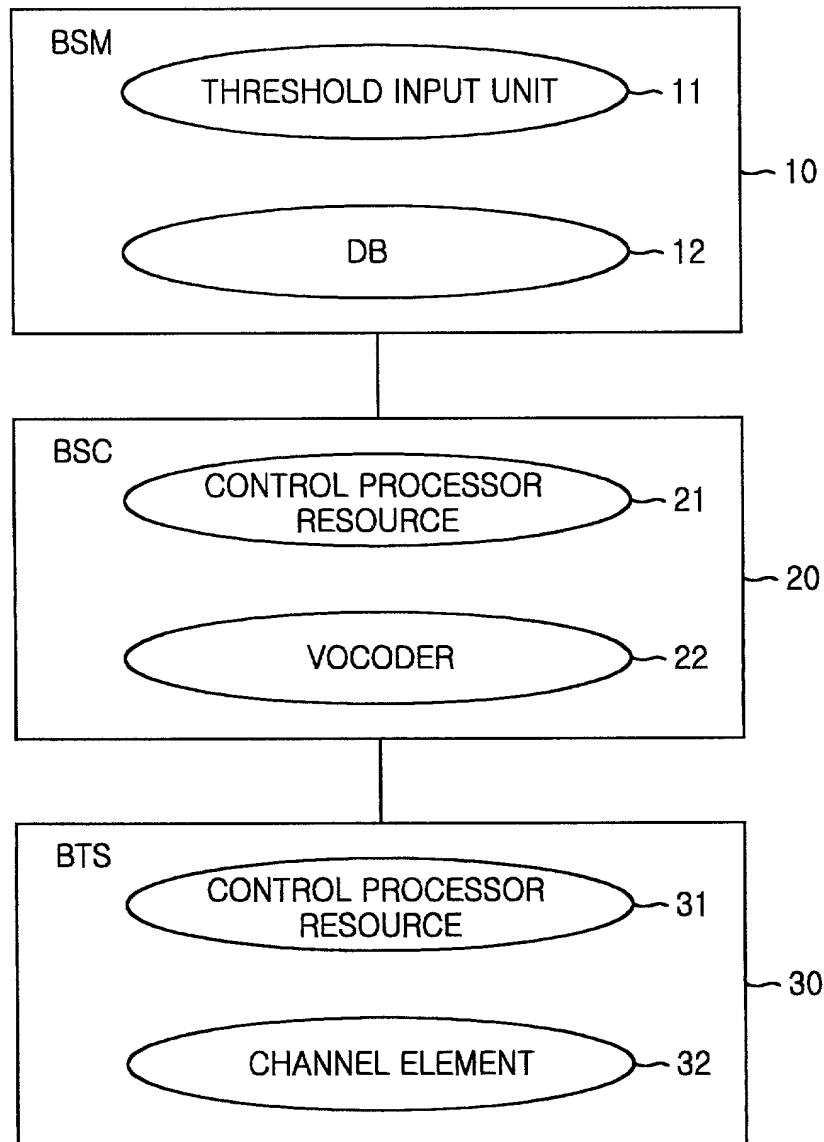 BSM
THRESHOLD INPUT UNIT
11
10
DB
12
BSC
CONTROL PROCESSOR
RESOURCE
21
20
VOCODER
22
BTS
CONTROL PROCESSOR
RESOURCE
31
30
CHANNEL ELEMENT
32